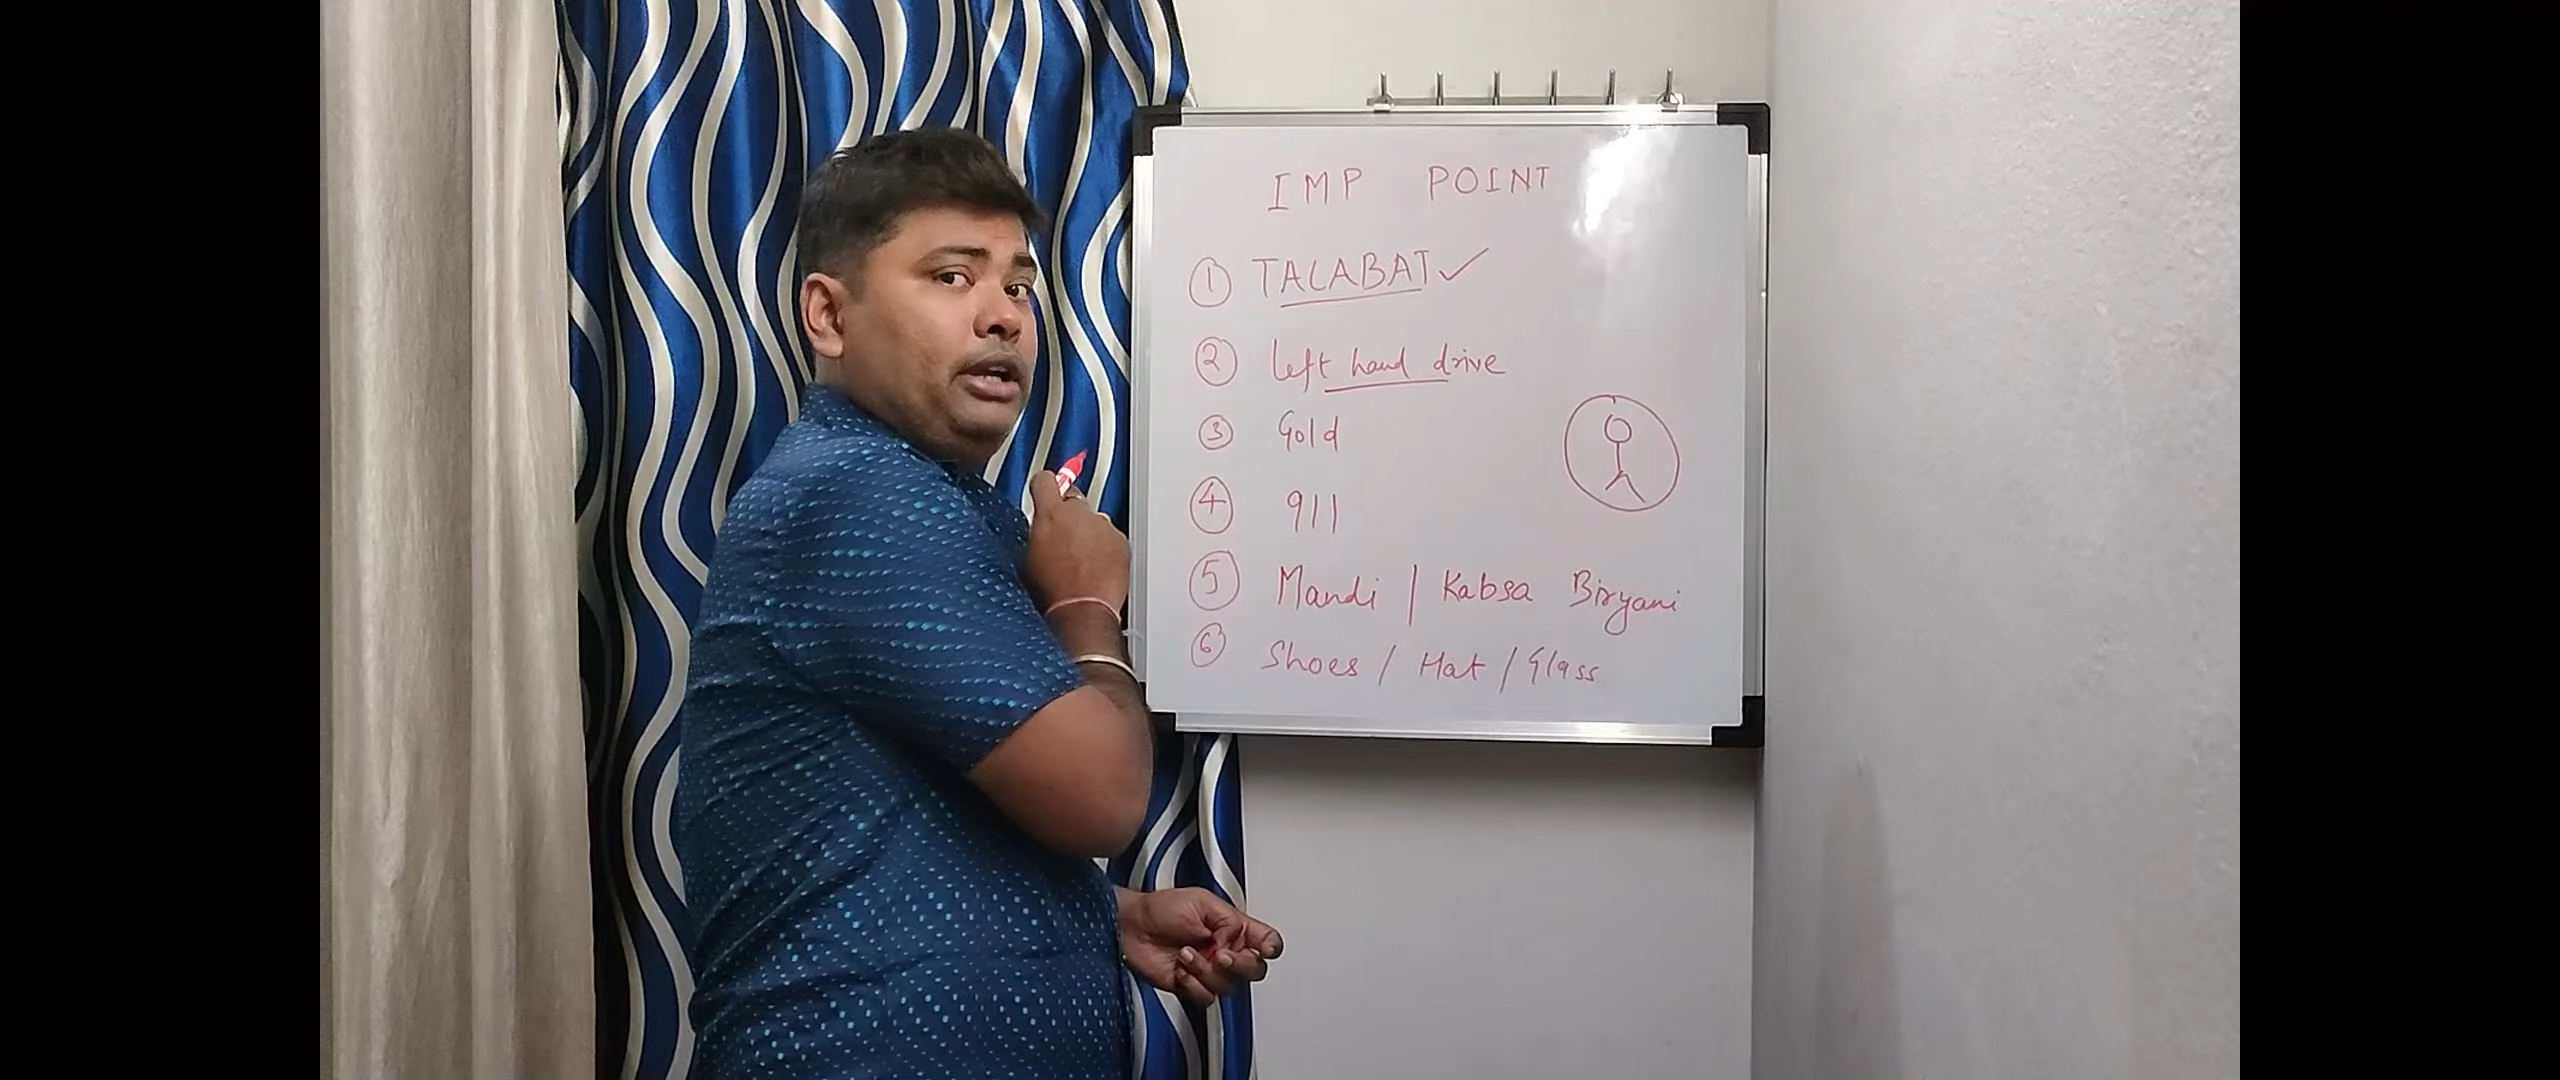 IMP POINT
① TALABAT ✓
② left hand drive
③ Gold
④ 911
⑤ Mandi / Kabsa Biryani
⑥ Shoes / Hat / Glass